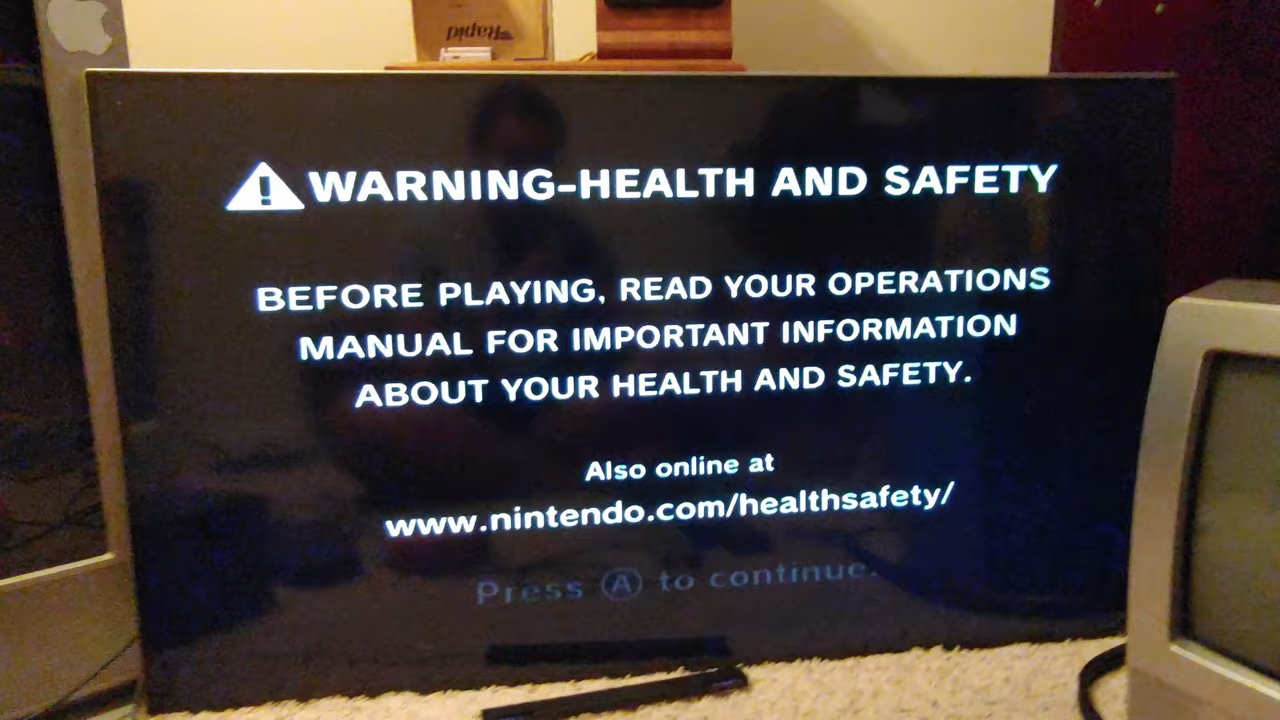 Rapid
WARNING-HEALTH AND SAFETY
BEFORE PLAYING, READ YOUR OPERATIONS
MANUAL FOR IMPORTANT INFORMATION
ABOUT YOUR HEALTH AND SAFETY.
Also online at
www.nintendo.com/healthsafety/
Press A to continue.